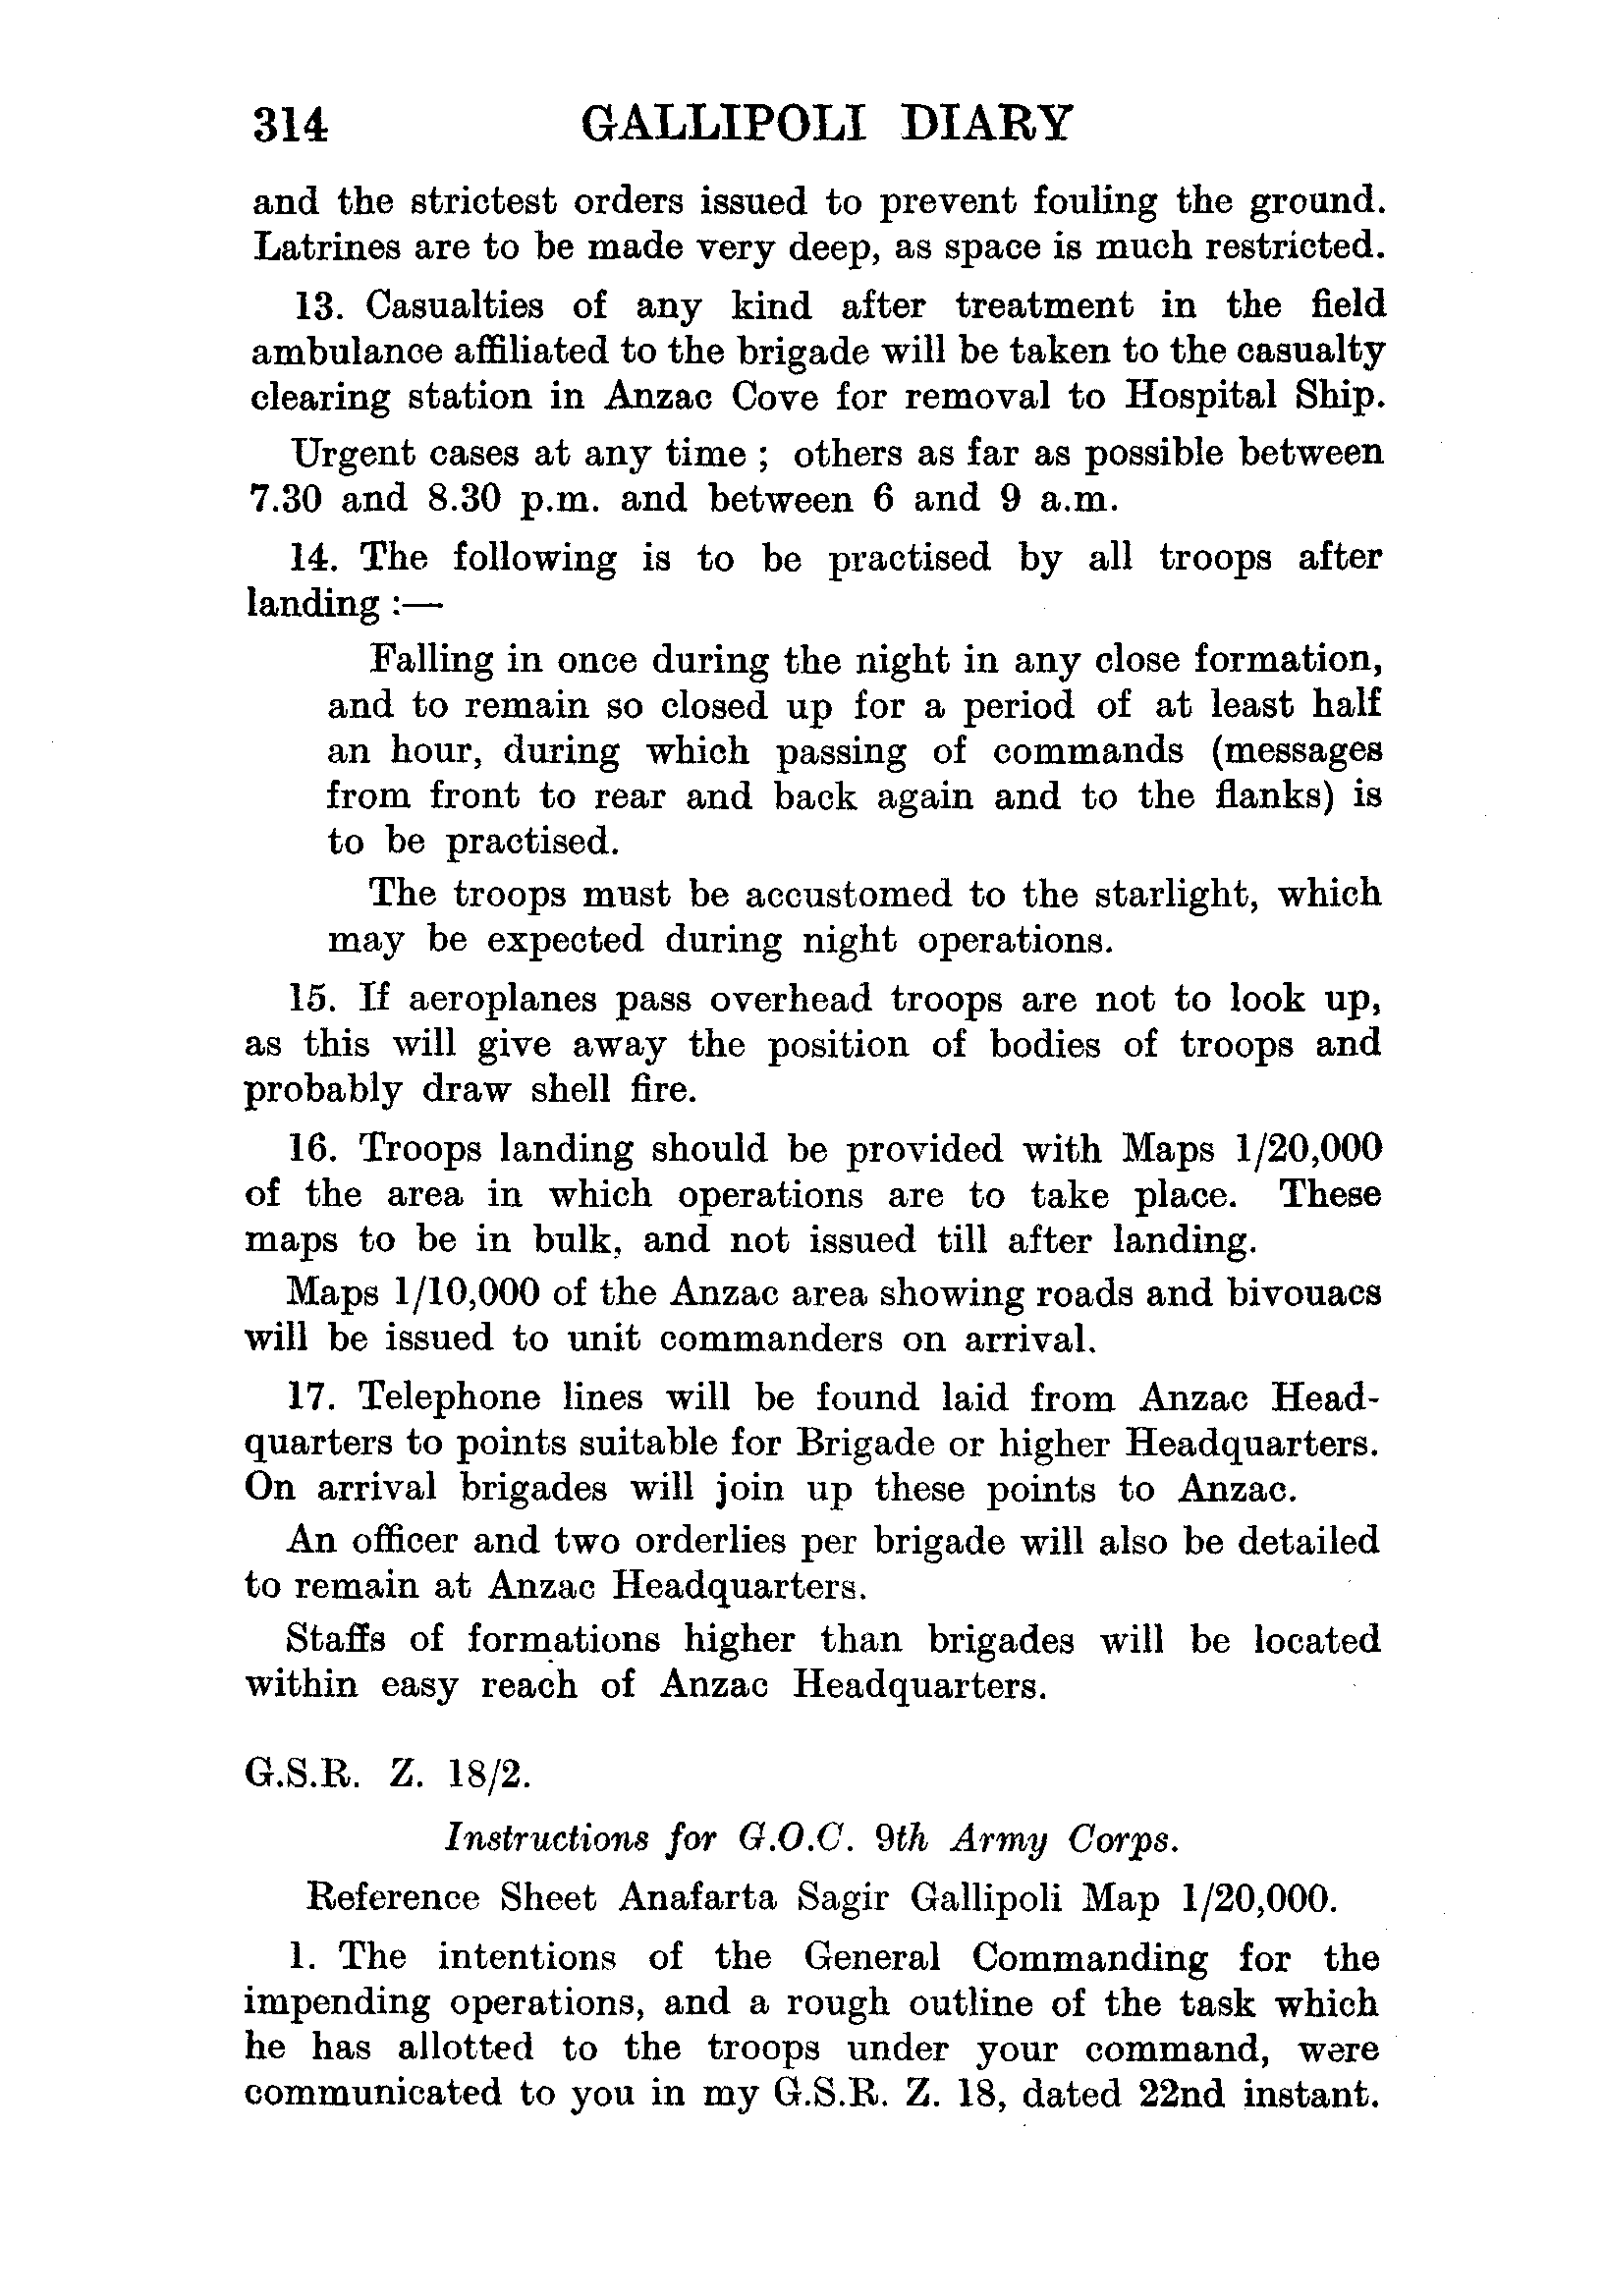 314 GALLIPOLI DIARY
and the strictest orders issued to prevent fouling the ground.
Latrines are to be made very deep, as space is much restricted.
13. Casualties of any kind after treatment in the field
ambulance affiliated to the brigade will be taken to the casualty
clearing station in Anzac Cove for removal to Hospital Ship.
Urgent cases at any time ; others as far as possible between
7.30 and 8.30 p.m. and between 6 and 9 a.m.
14. The following is to be practised by all troops after
landing :—
Falling in once during the night in any close formation,
and to remain so closed up for a period of at least half
an hour, during which passing of commands (messages
from front to rear and back again and to the flanks) is
to be practised.
The troops must be accustomed to the starlight, which
may be expected during night operations.
15. If aeroplanes pass overhead troops are not to look up,
as this will give away the position of bodies of troops and
probably draw shell fire.
16. Troops landing should be provided with Maps 1/20,000
of the area in which operations are to take place. These
maps to be in bulk, and not issued till after landing.
Maps 1/10,000 of the Anzac area showing roads and bivouacs
will be issued to unit commanders on arrival.
17. Telephone lines will be found laid from Anzac Head-
quarters to points suitable for Brigade or higher Headquarters.
On arrival brigades will join up these points to Anzac.
An officer and two orderlies per brigade will also be detailed
to remain at Anzac Headquarters.
Staffs of formations higher than brigades will be located
within easy reach of Anzac Headquarters.
G.S.R. Z. 18/2.
Instructions for G.O.C. 9th Army Corps.
Reference Sheet Anafarta Sagir Gallipoli Map 1/20,000.
1. The intentions of the General Commanding for the
impending operations, and a rough outline of the task which
he has allotted to the troops under your command, were
communicated to you in my G.S.R. Z. 18, dated 22nd instant.